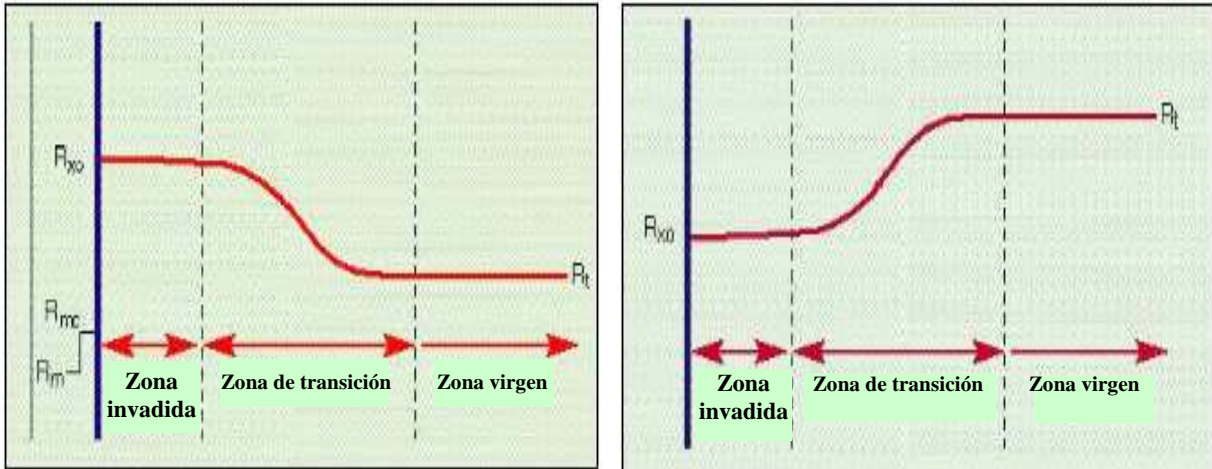 Rxo
Rt
Rmc
Rm
Zona
invadida
Zona de transición
Zona virgen
Rxo
Rt
Zona
invadida
Zona de transición
Zona virgen